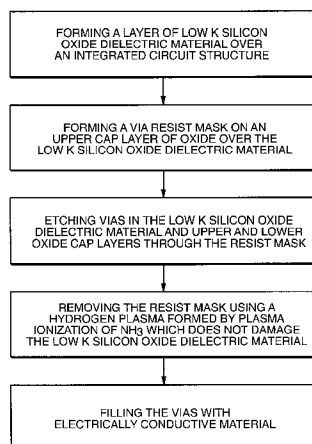 FORMING A LAYER OF LOW K SILICON
OXIDE DIELECTRIC MATERIAL OVER
AN INTEGRATED CIRCUIT STRUCTURE
FORMING A VIA RESIST MASK ON AN
UPPER CAP LAYER OF OXIDE OVER THE
LOW K SILICON OXIDE DIELECTRIC MATERIAL
ETCHING VIAS IN THE LOW K SILICON OXIDE
DIELECTRIC MATERIAL AND UPPER AND LOWER
OXIDE CAP LAYERS THROUGH THE RESIST MASK
REMOVING THE RESIST MASK USING A
HYDROGEN PLASMA FORMED BY PLASMA
IONIZATION OF NH₃ WHICH DOES NOT DAMAGE
THE LOW K SILICON OXIDE DIELECTRIC MATERIAL
FILLING THE VIAS WITH
ELECTRICALLY CONDUCTIVE MATERIAL